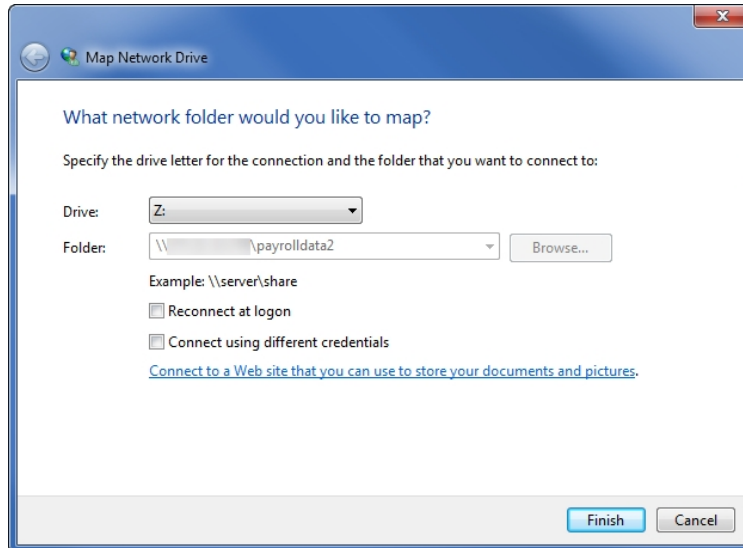 Map Network Drive
What network folder would you like to map?
Specify the drive letter for the connection and the folder that you want to connect to:
Drive: Z:
Folder: \\ \payrolldata2 Browse...
Example: \\server\share
Reconnect at logon
Connect using different credentials
Connect to a Web site that you can use to store your documents and pictures.
Finish Cancel